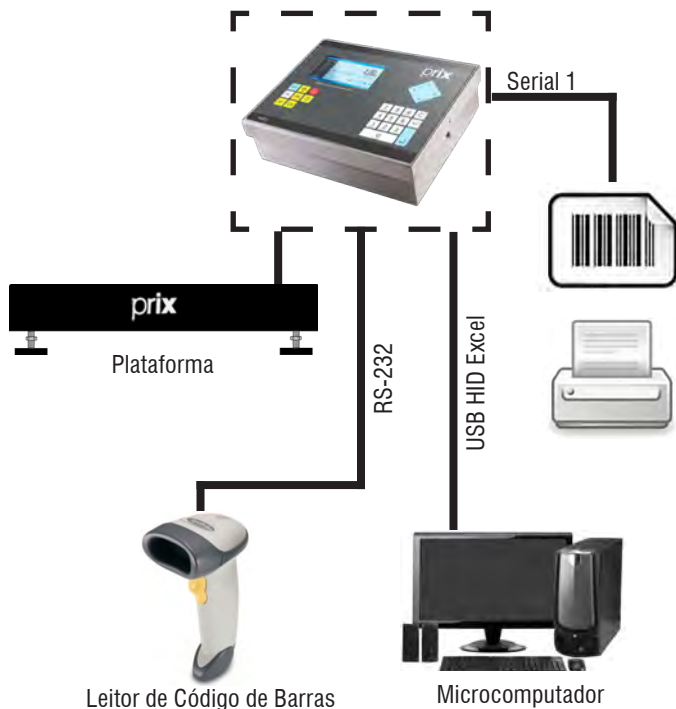 prix
Serial 1
prix
Plataforma
RS-232
USB HID Excel
Leitor de Código de Barras
Microcomputador